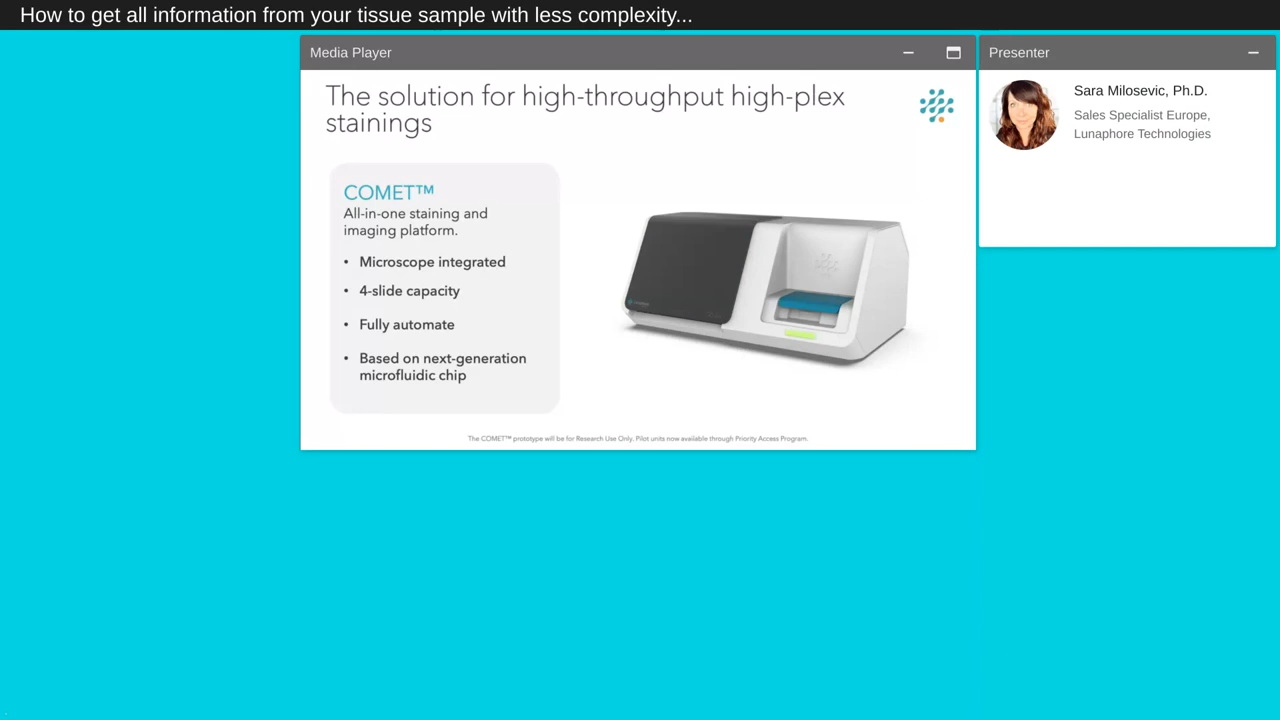 How to get all information from your tissue sample with less complexity...
Media Player
The solution for high-throughput high-plex
stainings
COMET™
All-in-one staining and
imaging platform.
• Microscope integrated
• 4-slide capacity
• Fully automate
• Based on next-generation
microfluidic chip
The COMET™ prototype will be for Research Use Only, Pilot units now available through Priority Access Program.
Presenter
Sara Milosevic, Ph.D.
Sales Specialist Europe,
Lunaphore Technologies